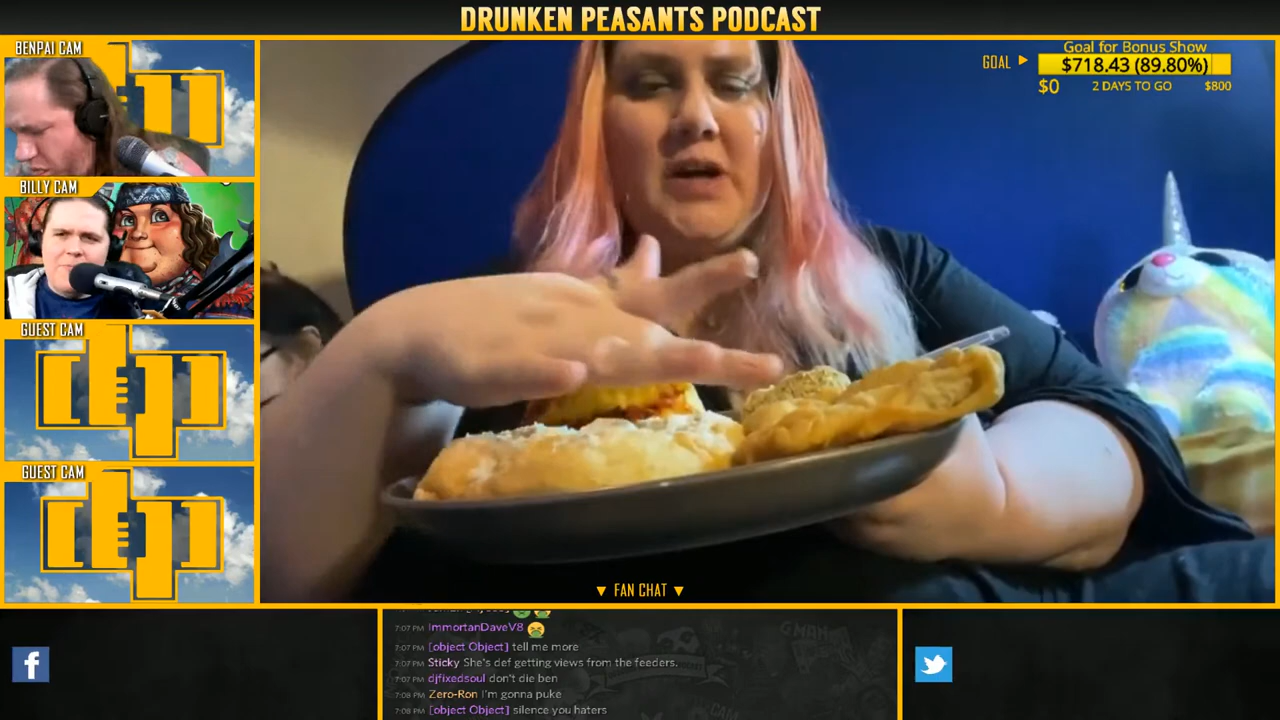 DRUNKEN PEASANTS PODCAST
BENPAI CAM
BILLY CAM
GUEST CAM
GUEST CAM
GOAL ▶
Goal for Bonus Show
$718.43 (89.80%)
$0 2 DAYS TO GO $800
▼ FAN CHAT ▼
7:07 PM ImmortanDaveV8
7:07 PM [object Object] tell me more
7:07 PM Sticky She's def getting views from the feeders.
7:07 PM djfixedsoul don't die ben
7:08 PM Zero-Ron I'm gonna puke
7:08 PM [object Object] silence you haters